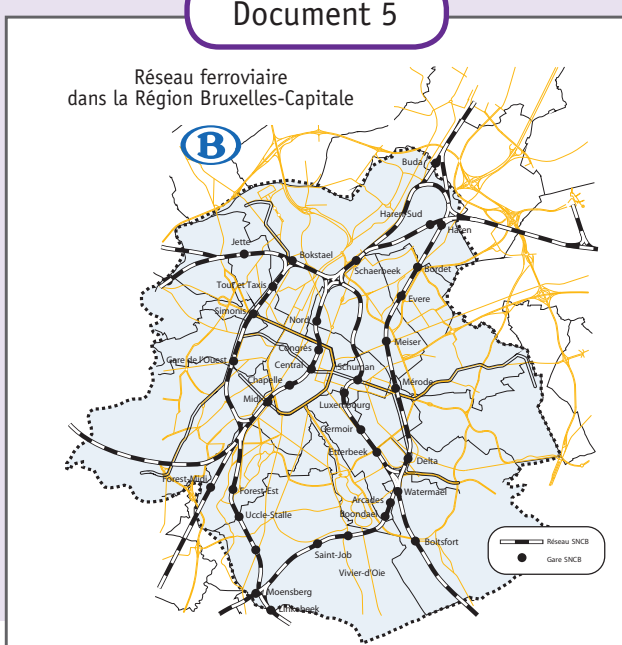 Document 5
Réseau ferroviaire
dans la Région Bruxelles-Capitale
B
Buda
Haren-Sud
Haren
Jette
Bokstael
Schaerbeek
Bordet
Tour et Taxis
Evere
Simonis
Nord
Meiser
Congrès
Gare de l'Ouest
Central
Schuman
Chapelle
Mérode
Midi
Luxembourg
Germoir
Etterbeek
Delta
Forest-Midi
Forest-Est
Watermael
Arcades
Uccle-Stalle
Boondael
Boitsfort
Réseau SNCB
Gare SNCB
Saint-Job
Vivier-d'Oie
Moensberg
Linkebeek